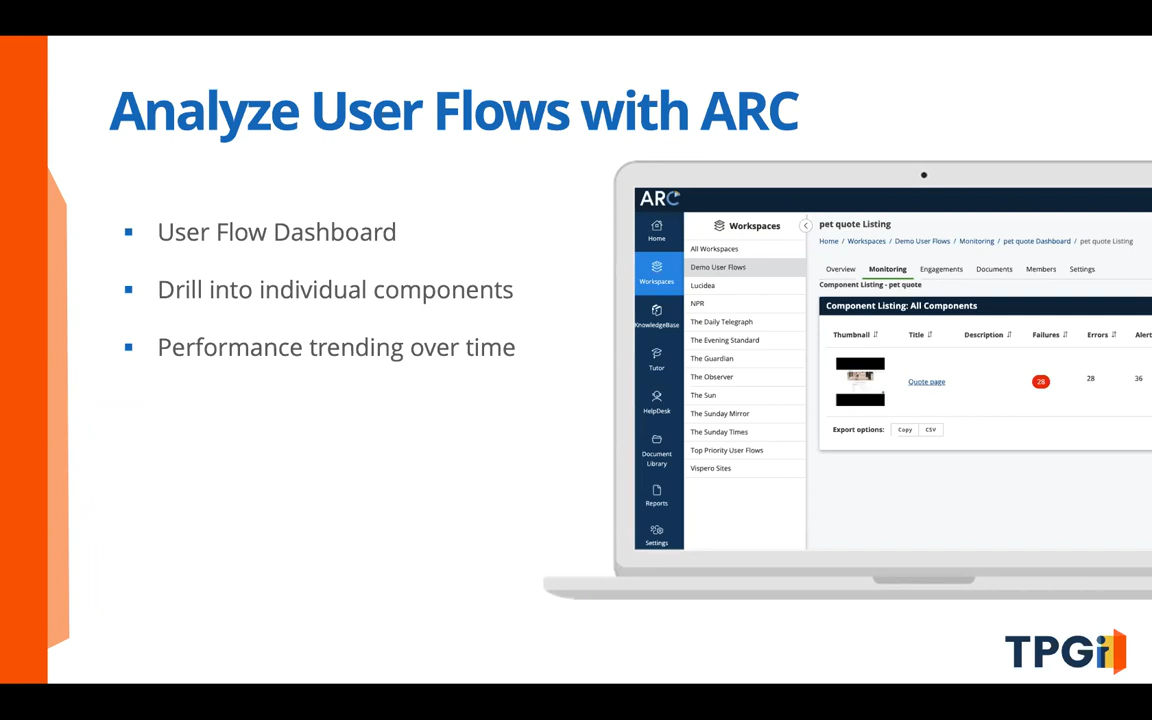 Analyze User Flows with ARC
▪ User Flow Dashboard
▪ Drill into individual components
▪ Performance trending over time
ARC
Home
Workspaces
KnowledgeBase
Tutor
HelpDesk
Document
Library
Reports
Settings
Workspaces
All Workspaces
Demo User Flows
Lucidea
NPR
The Daily Telegraph
The Evening Standard
The Guardian
The Observer
The Sun
The Sunday Mirror
The Sunday Times
Top Priority User Flows
Vispero Sites
pet quote Listing
Home / Workspaces / Demo User Flows / Monitoring / pet quote Dashboard / pet quote Listing
Overview Monitoring Engagements Documents Members Settings
Component Listing - pet quote
Component Listing: All Components
Thumbnail Title Description Failures Errors Alert
Quote page 28 28 36
Export options: Copy CSV
TPGi